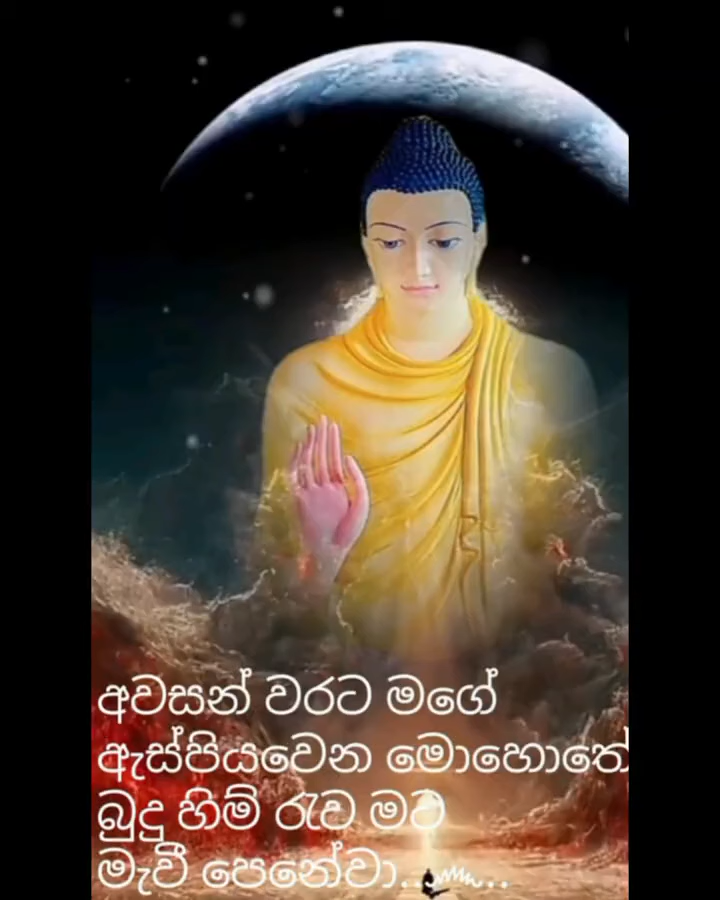 අවසන් වරට මගේ
ඇස්පියවෙන මොහොතේ
බුදු හිම් රැව මට
මැවී පෙනේවා.......